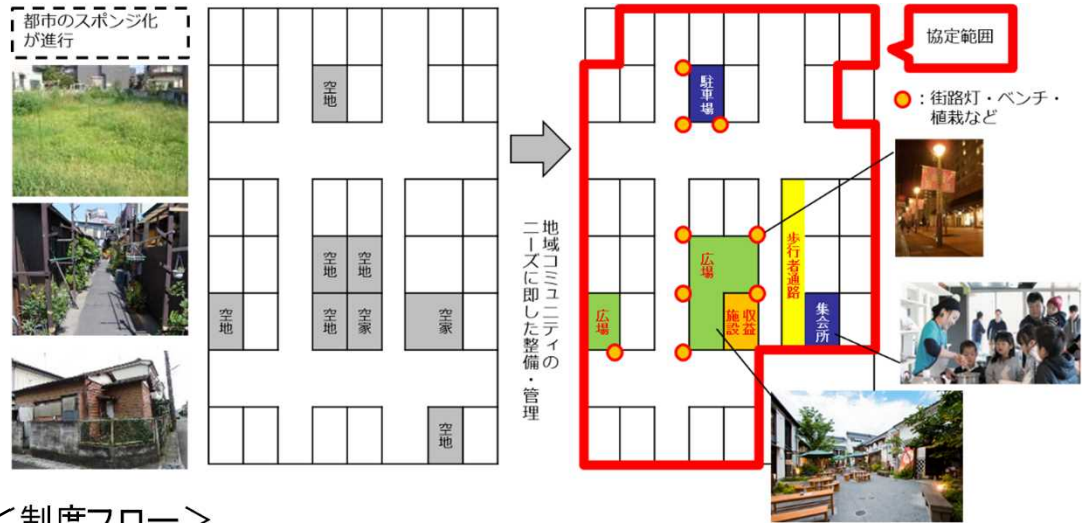 都市のスポンジ化
が進行
空地
空地
空地
空地
空地
空家
空家
空地
地域コミュニティの
ニーズに即した整備・管理
協定範囲
：街路灯・ベンチ・
植栽など
駐車場
広場
広場
収益
施設
歩行者通路
集会所
＜制度フロー＞